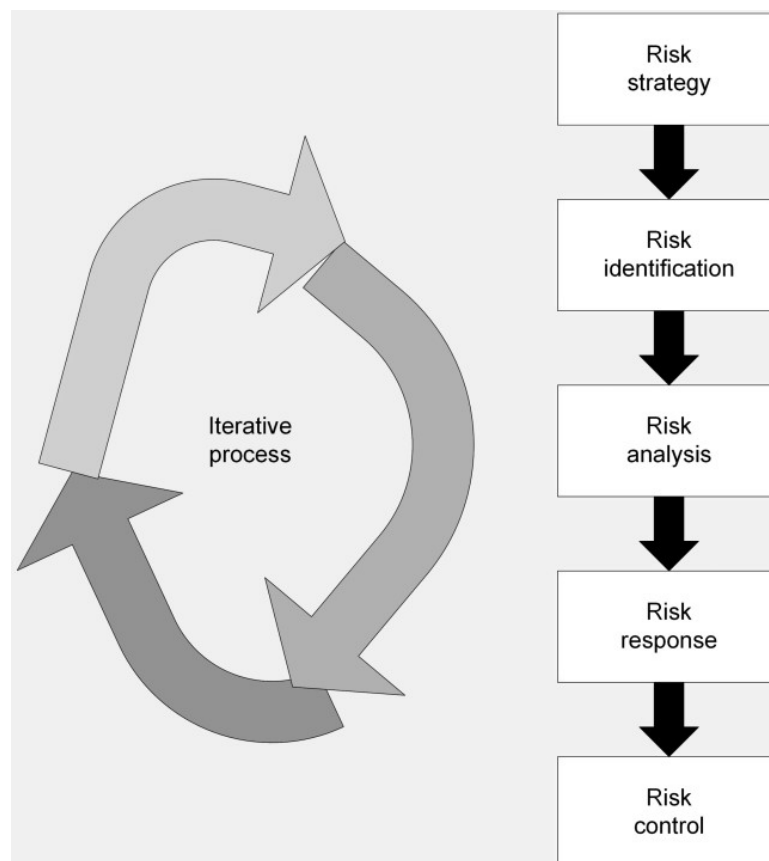 Risk
strategy
Risk
identification
Iterative
process
Risk
analysis
Risk
response
Risk
control